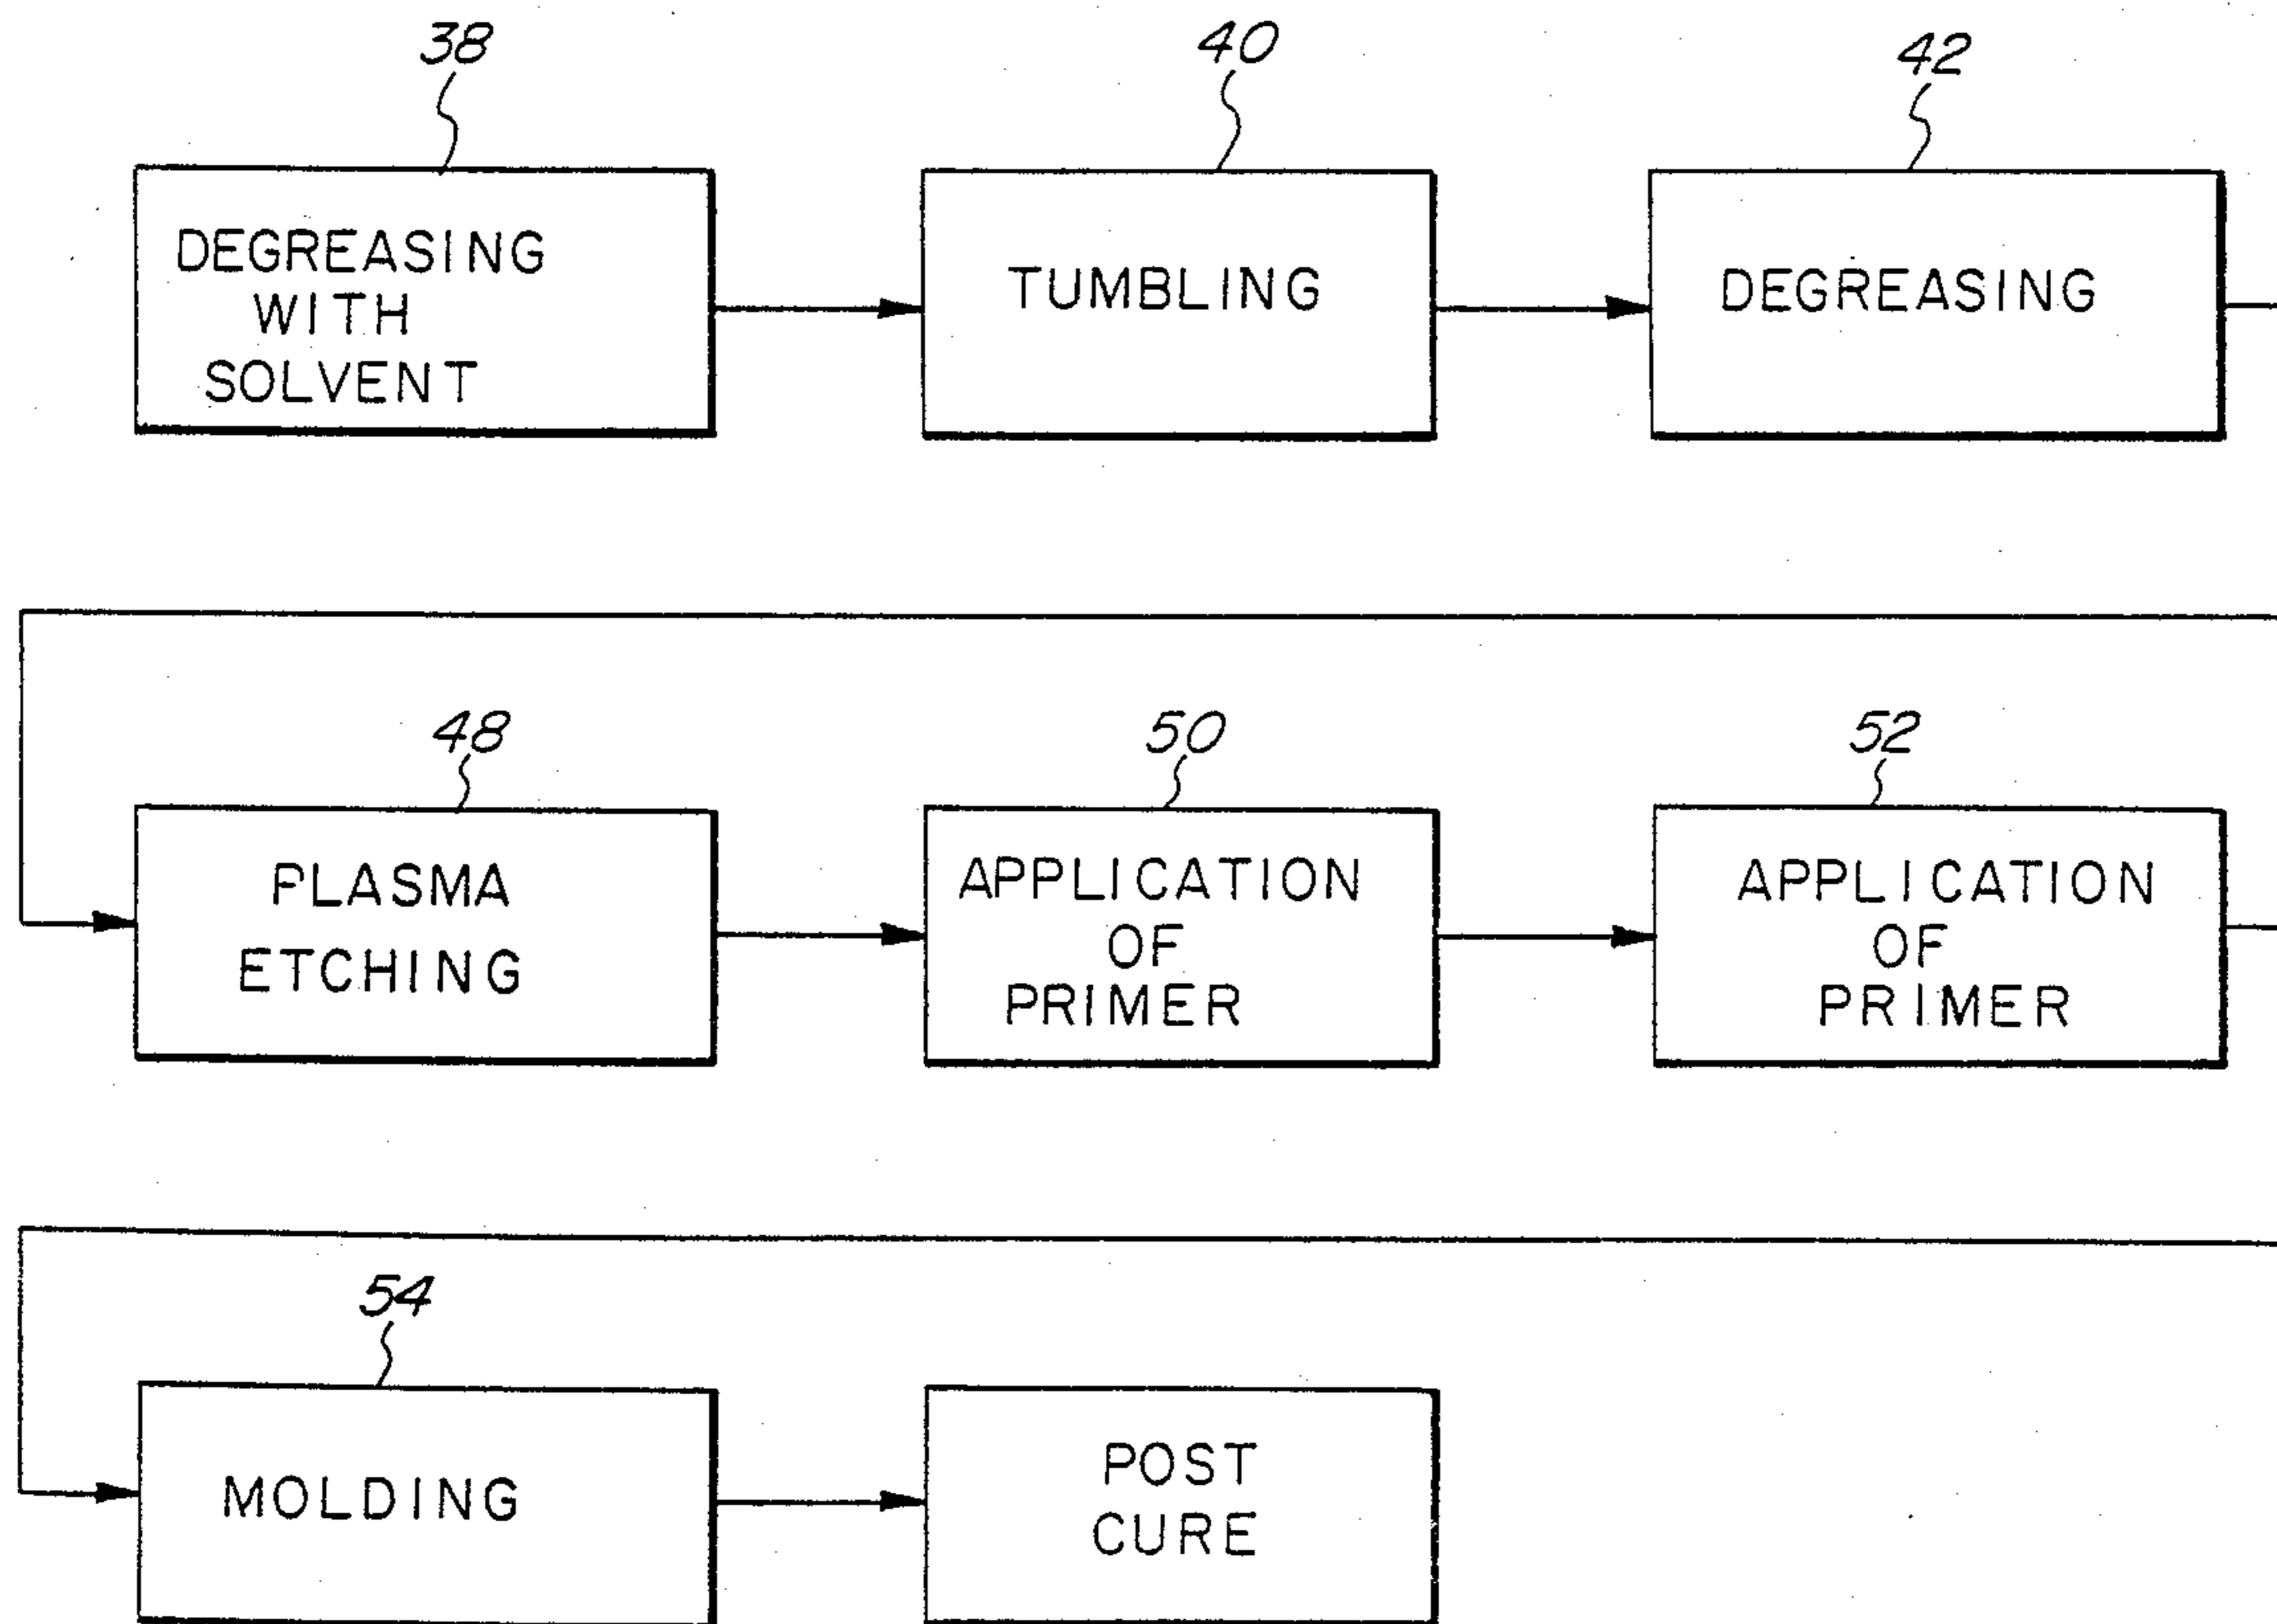 38
40
42
DEGREASING
WITH
SOLVENT
TUMBLING
DEGREASING
48
50
52
PLASMA
ETCHING
APPLICATION
OF
PRIMER
APPLICATION
OF
PRIMER
54
MOLDING
POST
CURE